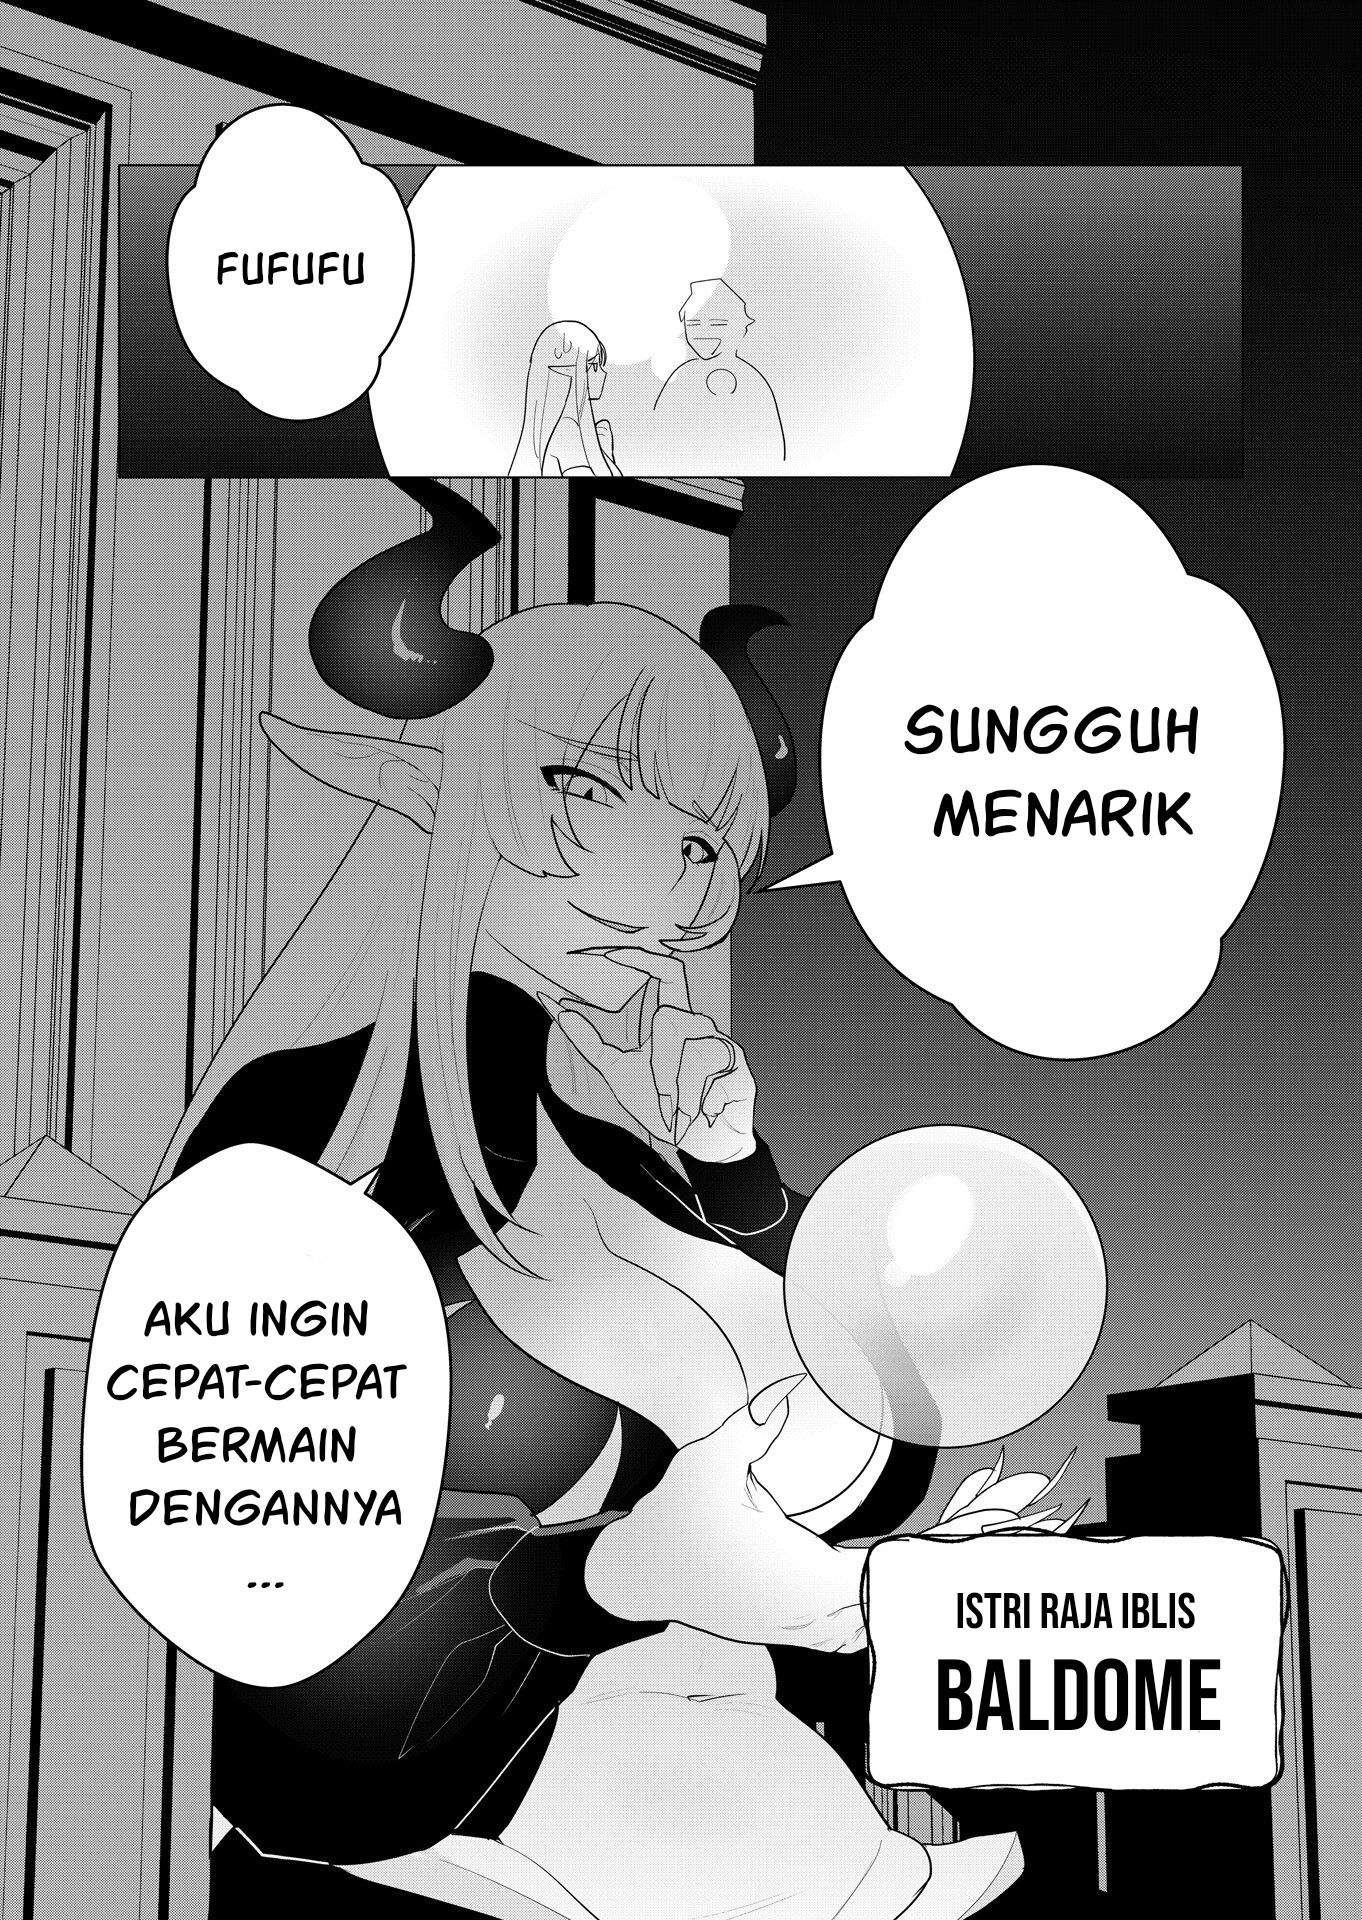 FUFUFU
SUNGGUH
MENARIK
AKU INGIN
CEPAT-CEPAT
BERMAIN
DENGANNYA
...
ISTRI RAJA IBLIS
BALDOME